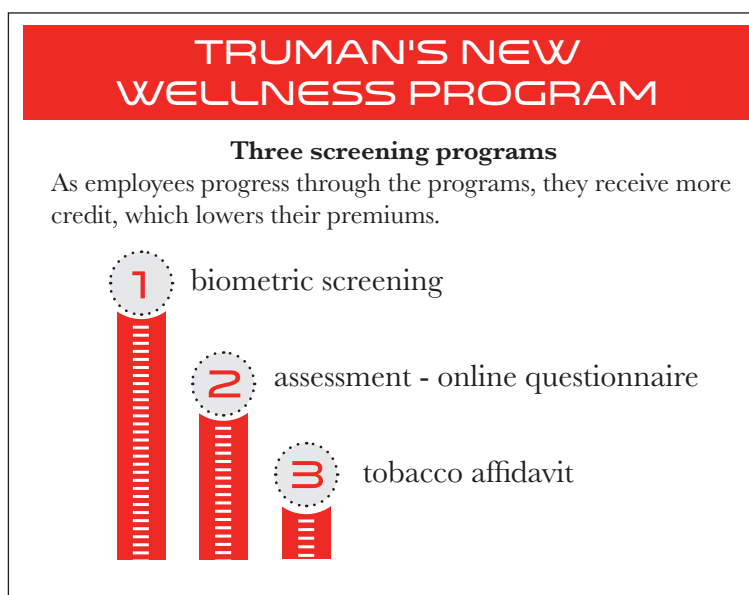 TRUMAN'S NEW
WELLNESS PROGRAM
Three screening programs
As employees progress through the programs, they receive more
credit, which lowers their premiums.
1 biometric screening
2 assessment - online questionnaire
3 tobacco affidavit